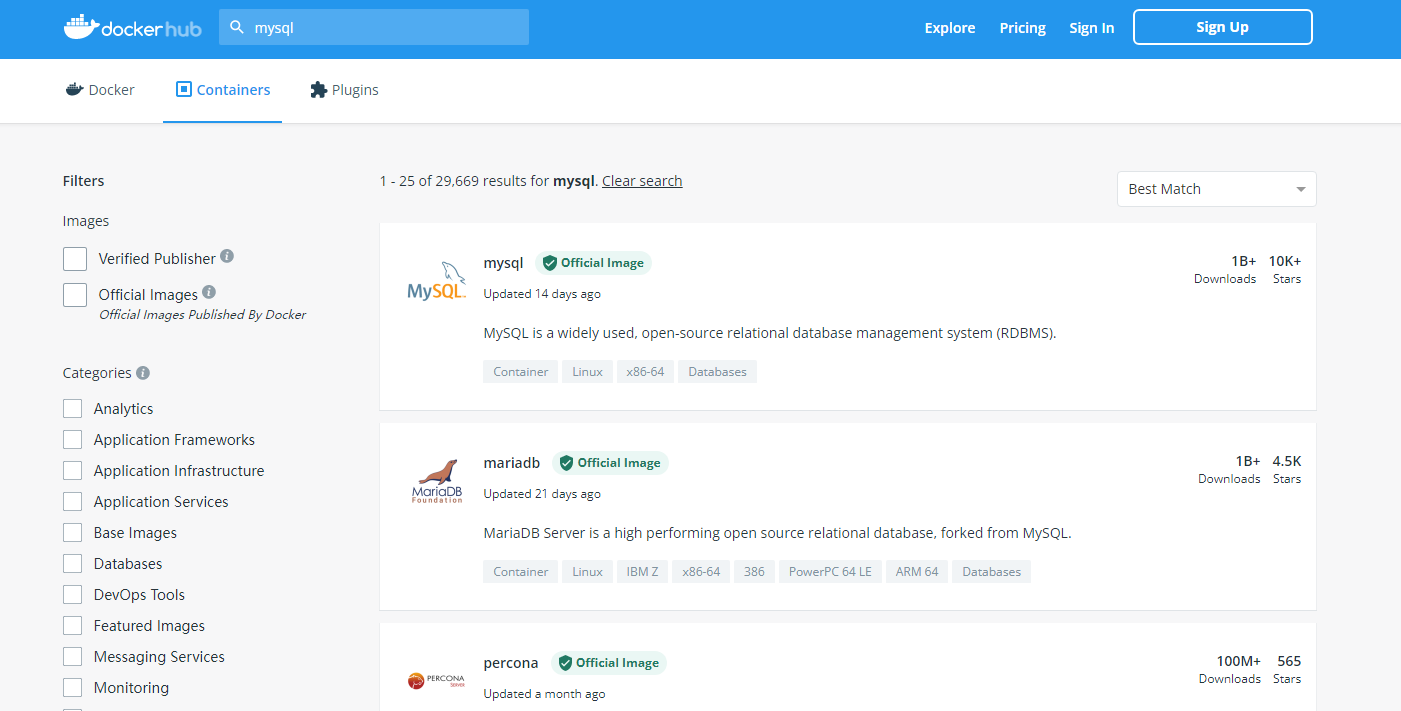 docker hub
mysql
Explore Pricing Sign In Sign Up
Docker Containers Plugins
Filters
Images
Verified Publisher
Official Images
Official Images Published By Docker
Categories
Analytics
Application Frameworks
Application Infrastructure
Application Services
Base Images
Databases
DevOps Tools
Featured Images
Messaging Services
Monitoring
1 - 25 of 29,669 results for mysql. Clear search
Best Match
MySQL
mysql Official Image
Updated 14 days ago
1B+ 10K+
Downloads Stars
MySQL is a widely used, open-source relational database management system (RDBMS).
Container Linux x86-64 Databases
MariaDB
Foundation
mariadb Official Image
Updated 21 days ago
1B+ 4.5K
Downloads Stars
MariaDB Server is a high performing open source relational database, forked from MySQL.
Container Linux IBM Z x86-64 386 PowerPC 64 LE ARM 64 Databases
PERCONA
SERVER
percona Official Image
Updated a month ago
100M+ 565
Downloads Stars